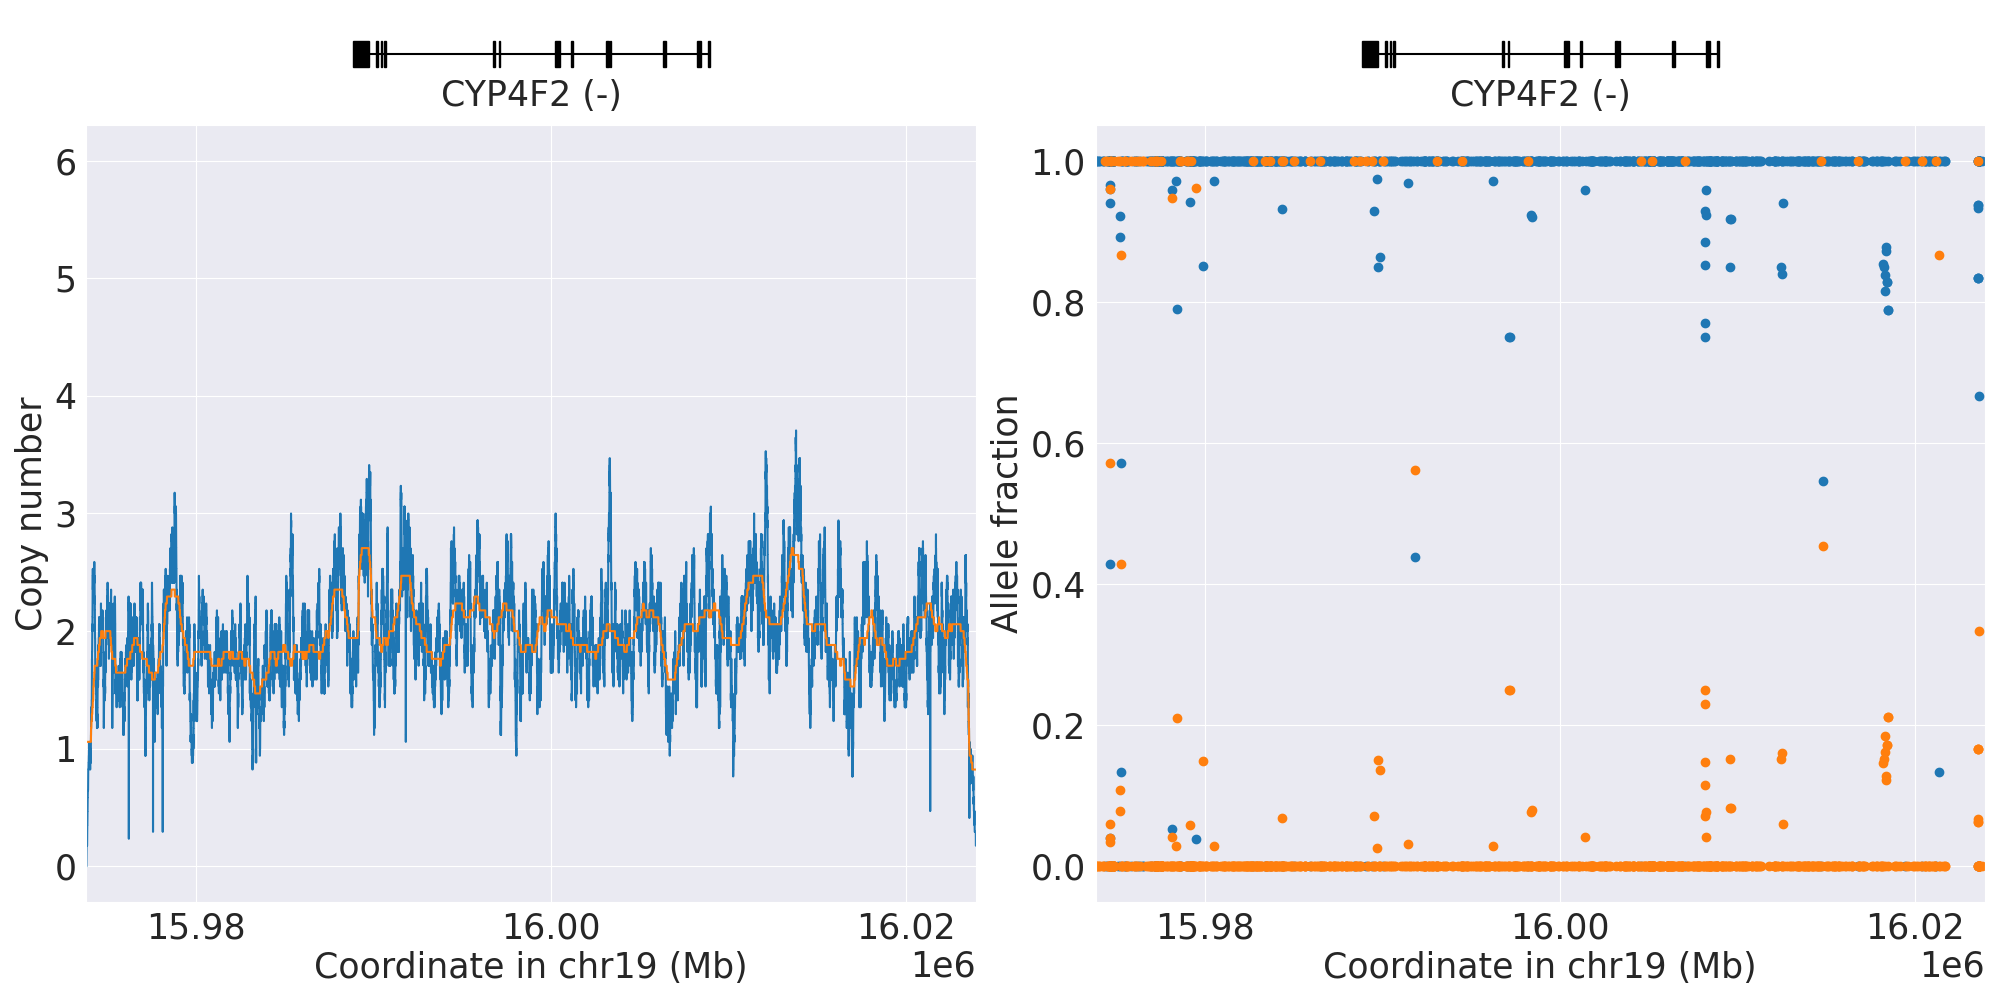 CYP4F2 (-)
6
5
4
3
2
1
0
Copy number
15.98
16.00
16.02
Coordinate in chr19 (Mb)
1e6
CYP4F2 (-)
1.0
0.8
0.6
0.4
0.2
0.0
Allele fraction
15.98
16.00
16.02
Coordinate in chr19 (Mb)
1e6